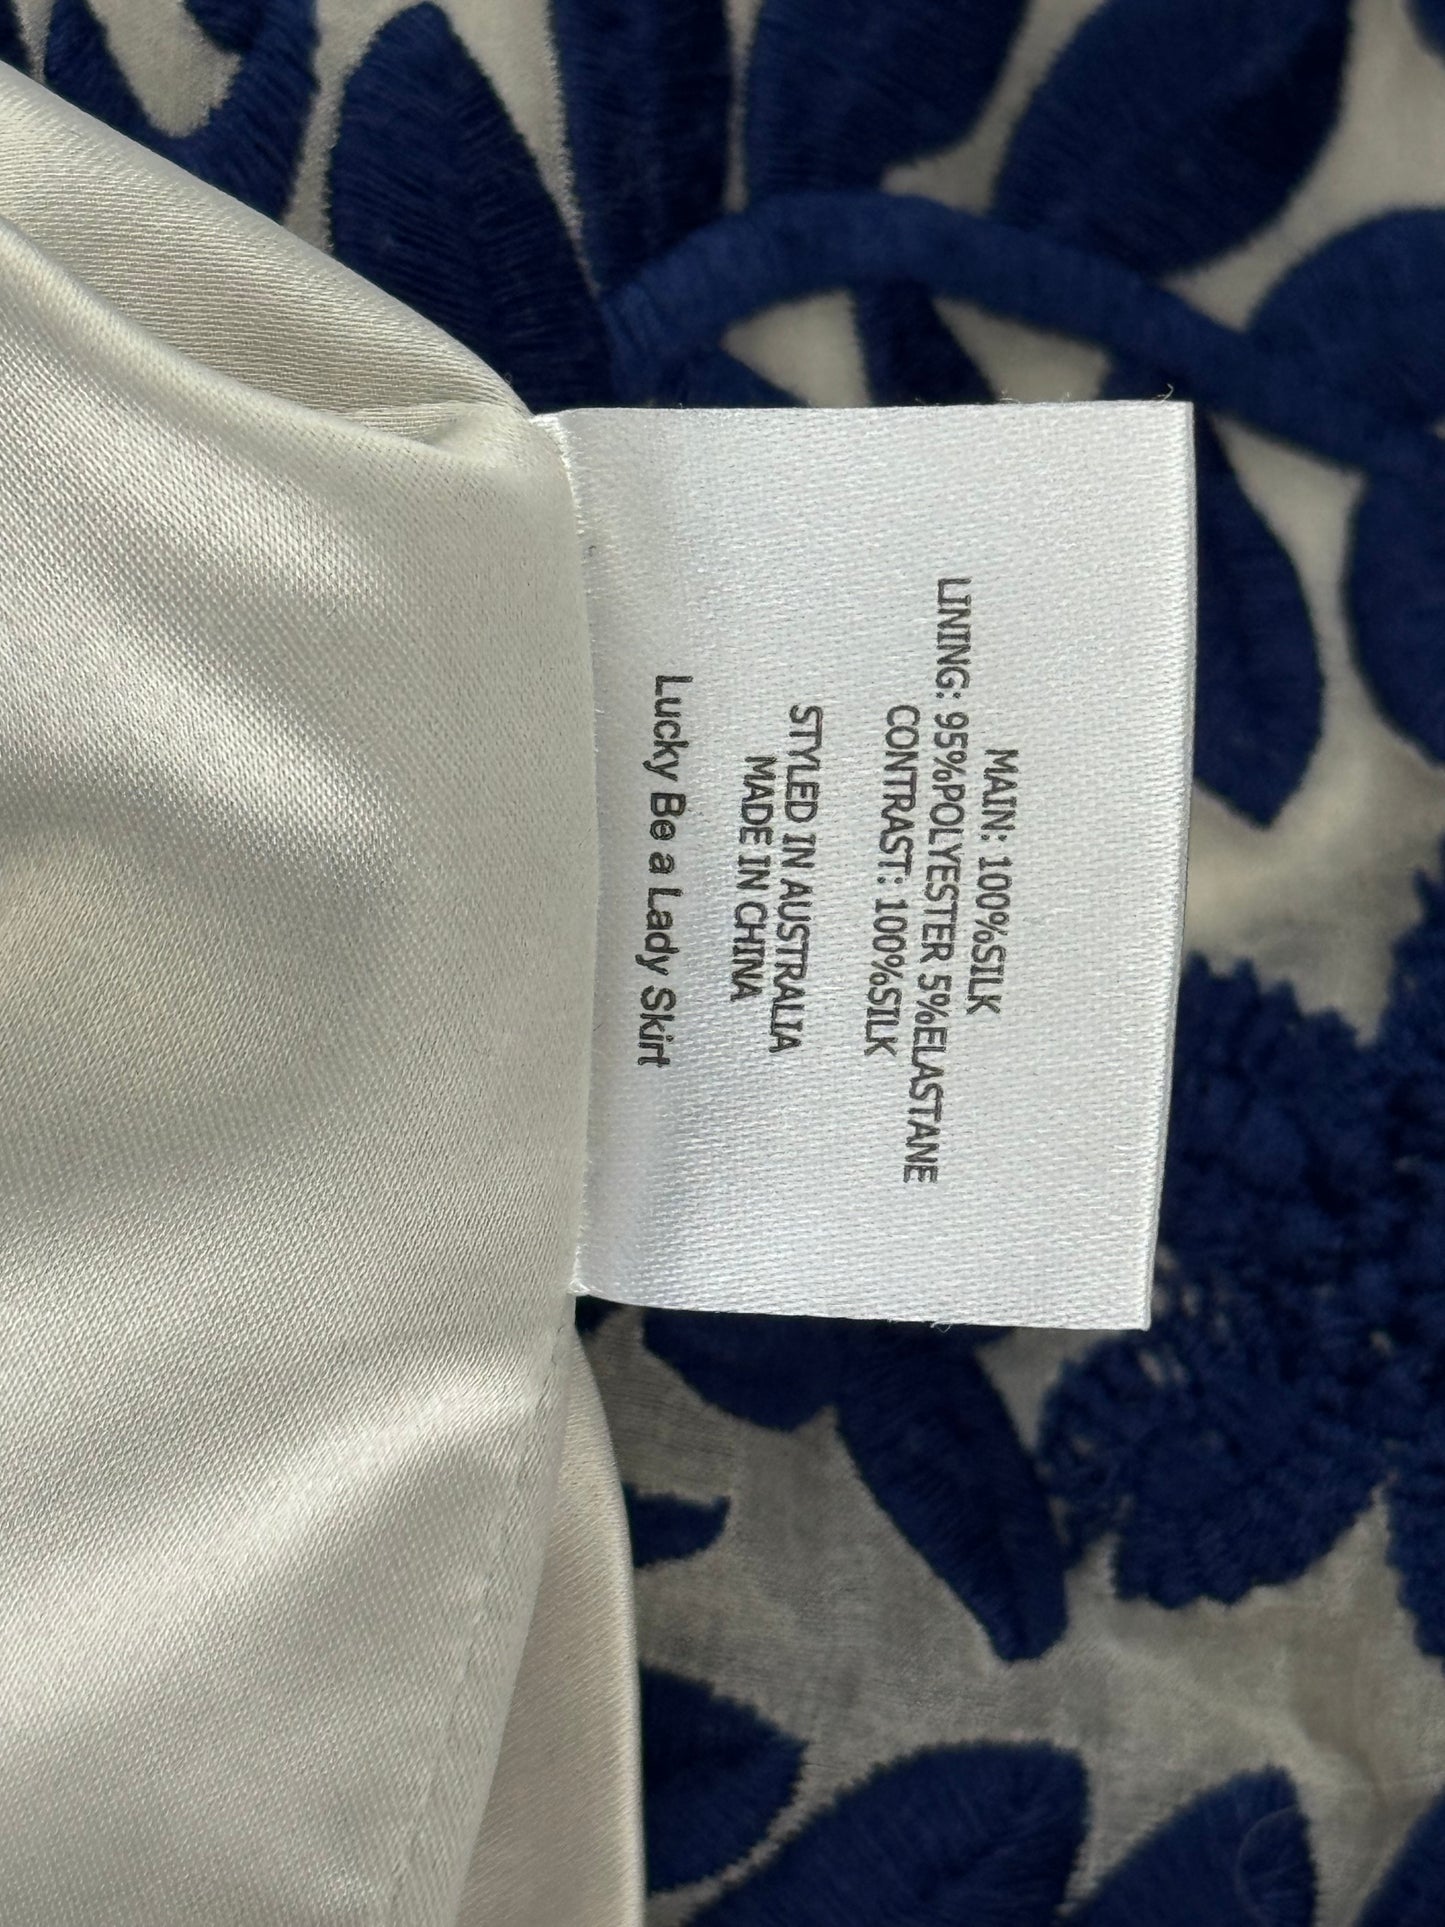 MAIN: 100%SILK
LINING: 95%POLYESTER 5%ELASTANE
CONTRAST: 100%SILK
STYLED IN AUSTRALIA
MADE IN CHINA
Lucky Be a Lady Skirt